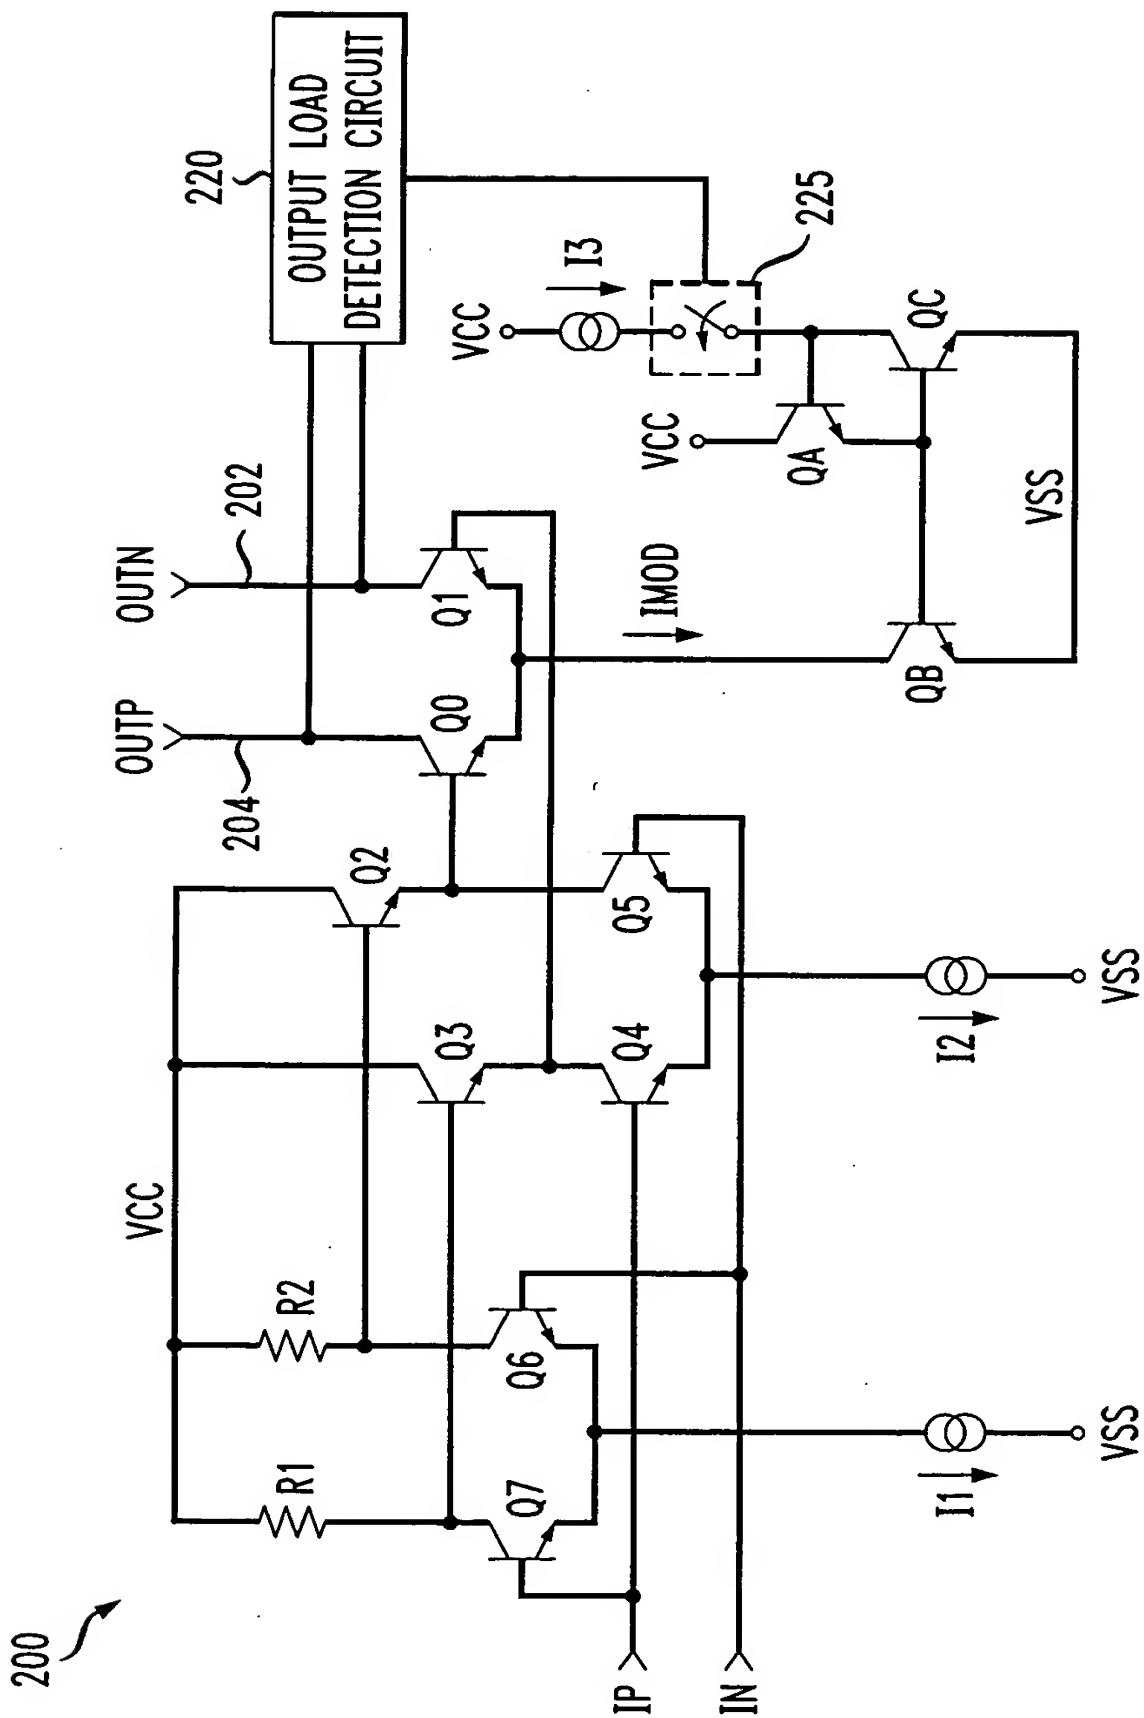 200
VCC
R1
R2
Q7
Q6
IP
IN
I1
VSS
Q3
Q2
Q4
Q5
I2
VSS
OUTP
204
OUTN
202
Q0
Q1
IMOD
220
OUTPUT LOAD
DETECTION CIRCUIT
VCC
I3
225
VCC
QA
QB
QC
VSS